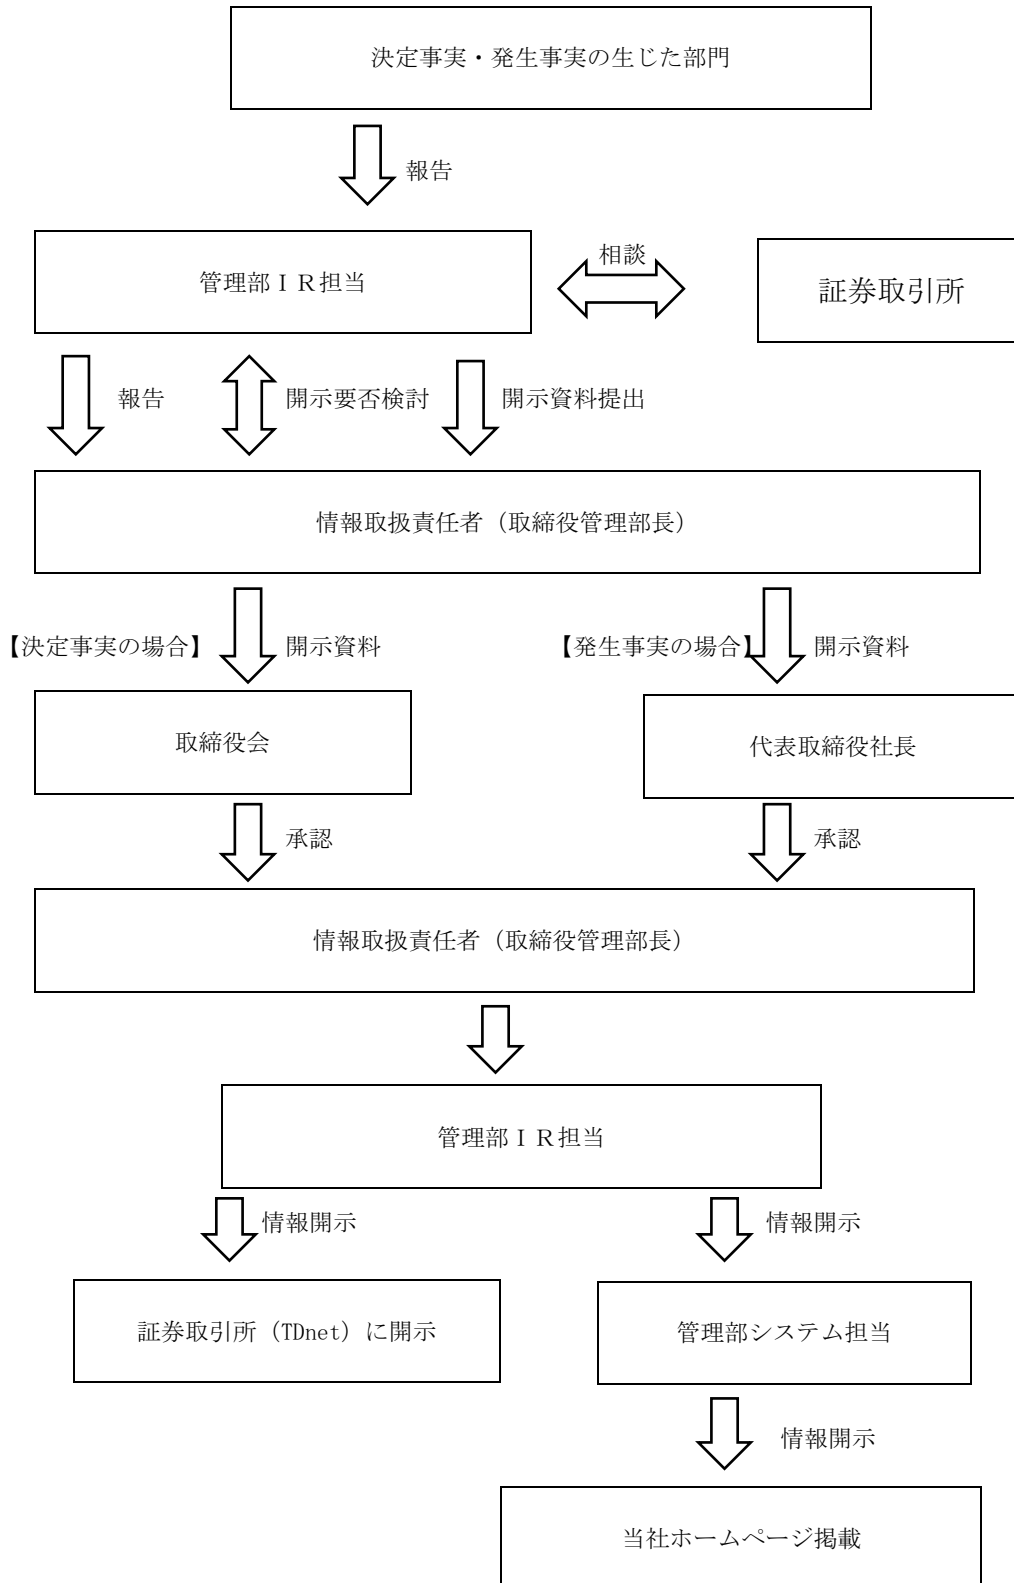 決定事実・発生事実の生じた部門
報告
管理部ＩＲ担当
相談
証券取引所
報告
開示要否検討
開示資料提出
情報取扱責任者（取締役管理部長）
【決定事実の場合】
開示資料
【発生事実の場合】
開示資料
取締役会
代表取締役社長
承認
承認
情報取扱責任者（取締役管理部長）
管理部ＩＲ担当
情報開示
情報開示
証券取引所（TDnet）に開示
管理部システム担当
情報開示
当社ホームページ掲載